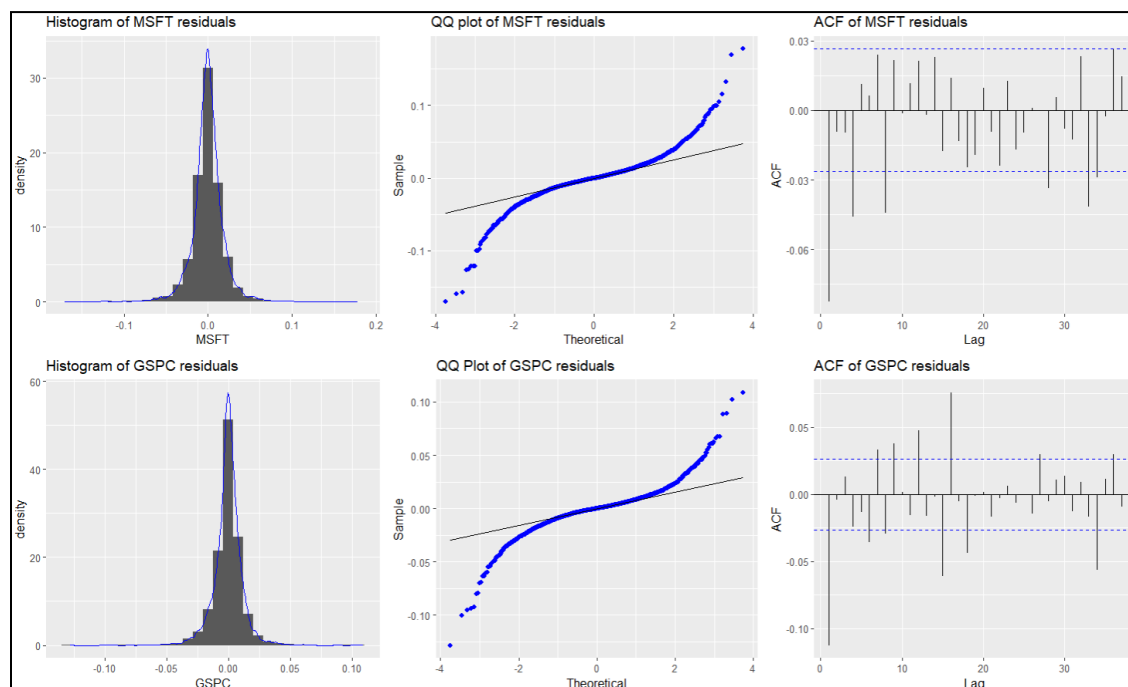 Histogram of MSFT residuals
density
30
20
10
0
-0.1
0.0
0.1
0.2
MSFT
QQ plot of MSFT residuals
Sample
0.1
0.0
-0.1
-4
-2
0
2
4
Theoretical
ACF of MSFT residuals
ACF
0.03
0.00
-0.03
-0.06
0
10
20
30
Lag
Histogram of GSPC residuals
density
60
40
20
0
-0.10
-0.05
0.00
0.05
0.10
GSPC
QQ Plot of GSPC residuals
Sample
0.10
0.05
0.00
-0.05
-0.10
-4
-2
0
2
4
Theoretical
ACF of GSPC residuals
ACF
0.05
0.00
-0.05
-0.10
0
10
20
30
Lag